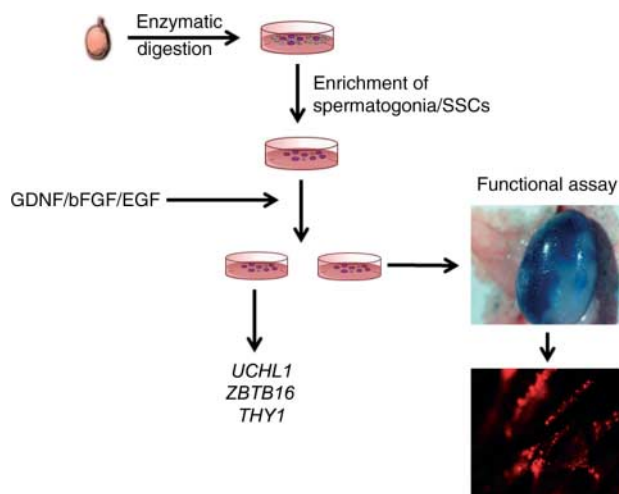 Enzymatic
digestion
Enrichment of
spermatogonia/SSCs
GDNF/bFGF/EGF
Functional assay
UCHL1
ZBTB16
THY1